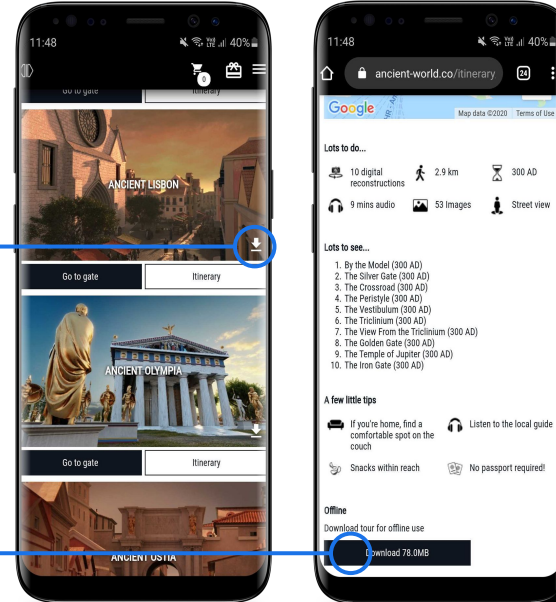 11:48
40%
0
Go to gate
Itinerary
ANCIENT LISBON
Go to gate
Itinerary
ANCIENT OLYMPIA
Go to gate
Itinerary
ANCIENT OSTIA
11:48
40%
ancient-world.co/itinerary
24
Google
Map data ©2020 Terms of Use
Lots to do...
10 digital
reconstructions
2.9 km
300 AD
9 mins audio
53 Images
Street view
Lots to see...
1. By the Model (300 AD)
2. The Silver Gate (300 AD)
3. The Crossroad (300 AD)
4. The Peristyle (300 AD)
5. The Vestibulum (300 AD)
6. The Triclinium (300 AD)
7. The View From the Triclinium (300 AD)
8. The Golden Gate (300 AD)
9. The Temple of Jupiter (300 AD)
10. The Iron Gate (300 AD)
A few little tips
If you're home, find a
comfortable spot on the
couch
Listen to the local guide
Snacks within reach
No passport required!
Offline
Download tour for offline use
Download 78.0MB